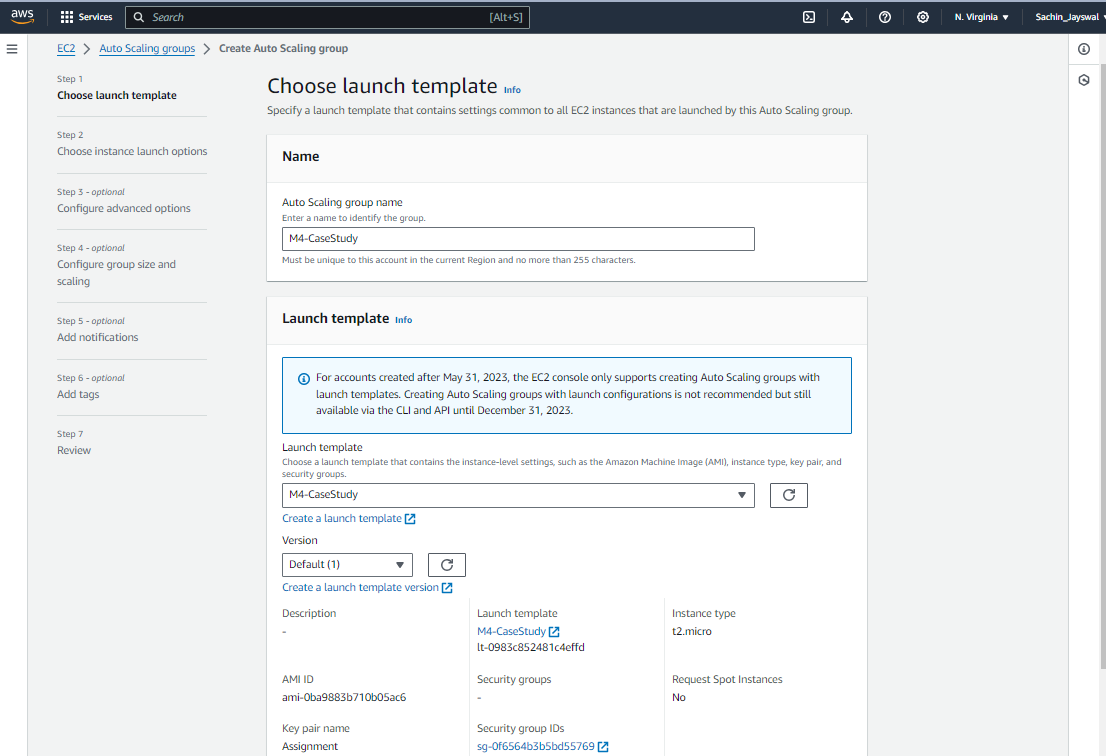 aws
Services
Search
[Alt+S]
N. Virginia
Sachin_Jayswal
EC2
Auto Scaling groups
Create Auto Scaling group
Step 1
Choose launch template
Step 2
Choose instance launch options
Step 3 - optional
Configure advanced options
Step 4 - optional
Configure group size and
scaling
Step 5 - optional
Add notifications
Step 6 - optional
Add tags
Step 7
Review
Choose launch template Info
Specify a launch template that contains settings common to all EC2 instances that are launched by this Auto Scaling group.
Name
Auto Scaling group name
Enter a name to identify the group.
M4-CaseStudy
Must be unique to this account in the current Region and no more than 255 characters.
Launch template Info
For accounts created after May 31, 2023, the EC2 console only supports creating Auto Scaling groups with
launch templates. Creating Auto Scaling groups with launch configurations is not recommended but still
available via the CLI and API until December 31, 2023.
Launch template
Choose a launch template that contains the instance-level settings, such as the Amazon Machine Image (AMI), instance type, key pair, and
security groups.
M4-CaseStudy
Create a launch template
Version
Default (1)
Create a launch template version
Description
-
Launch template
M4-CaseStudy
lt-0983c852481c4effd
Instance type
t2.micro
AMI ID
ami-0ba9883b710b05ac6
Security groups
-
Request Spot Instances
No
Key pair name
Assignment
Security group IDs
sg-0f6564b3b5bd55769